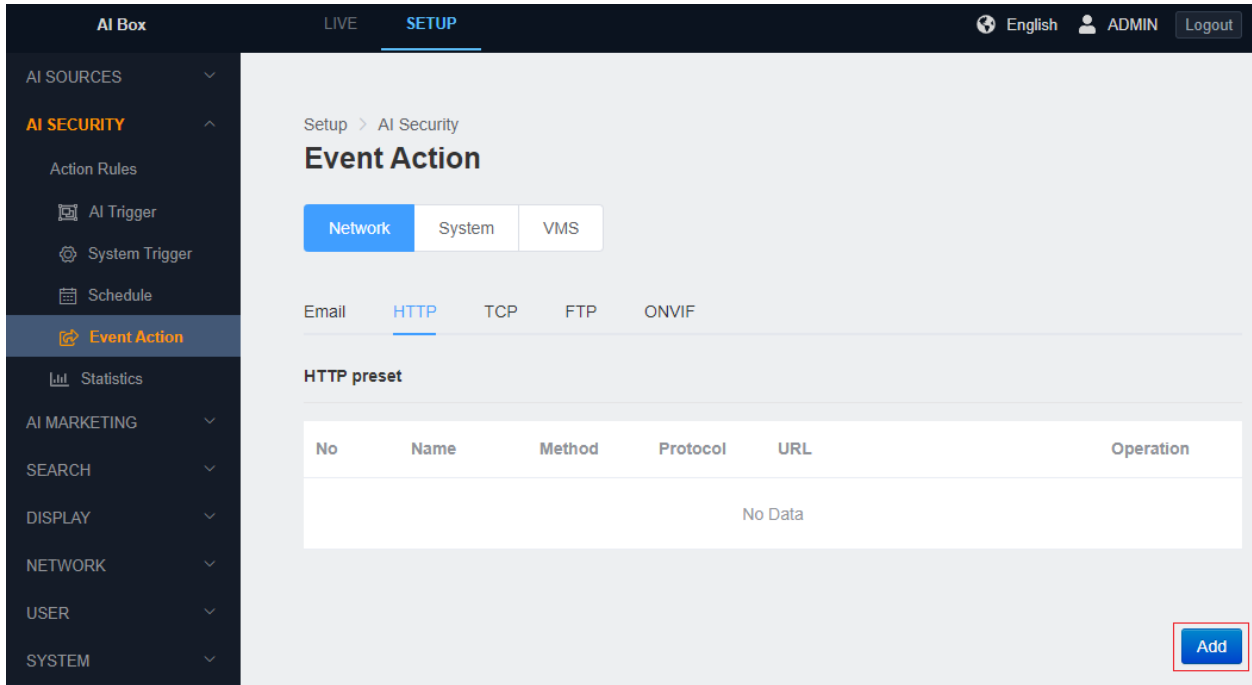 AI Box LIVE SETUP English ADMIN Logout
AI SOURCES
AI SECURITY
Action Rules
AI Trigger
System Trigger
Schedule
Event Action
Statistics
AI MARKETING
SEARCH
DISPLAY
NETWORK
USER
SYSTEM
Setup > AI Security
Event Action
Network System VMS
Email HTTP TCP FTP ONVIF
HTTP preset
No Name Method Protocol URL Operation
No Data
Add